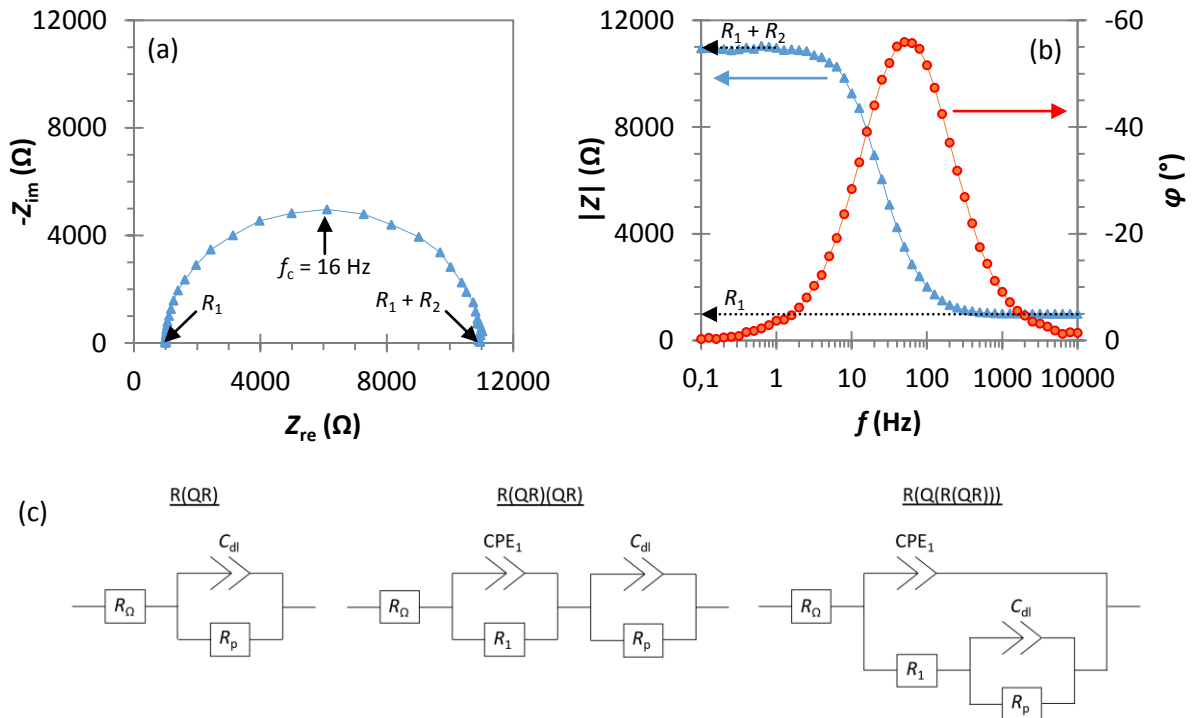 (a)
12000
8000
4000
0
-Zim (Ω)
fc = 16 Hz
R1
R1 + R2
0
4000
8000
12000
Zre (Ω)
(b)
12000
8000
4000
0
|Z| (Ω)
R1 + R2
R1
-60
-40
-20
0
φ (°)
0,1
1
10
100
1000
10000
f (Hz)
(c)
R(QR)
Cdl
RΩ
Rp
R(QR)(QR)
CPE1
Cdl
RΩ
R1
Rp
R(Q(R(QR)))
CPE1
RΩ
Cdl
R1
Rp